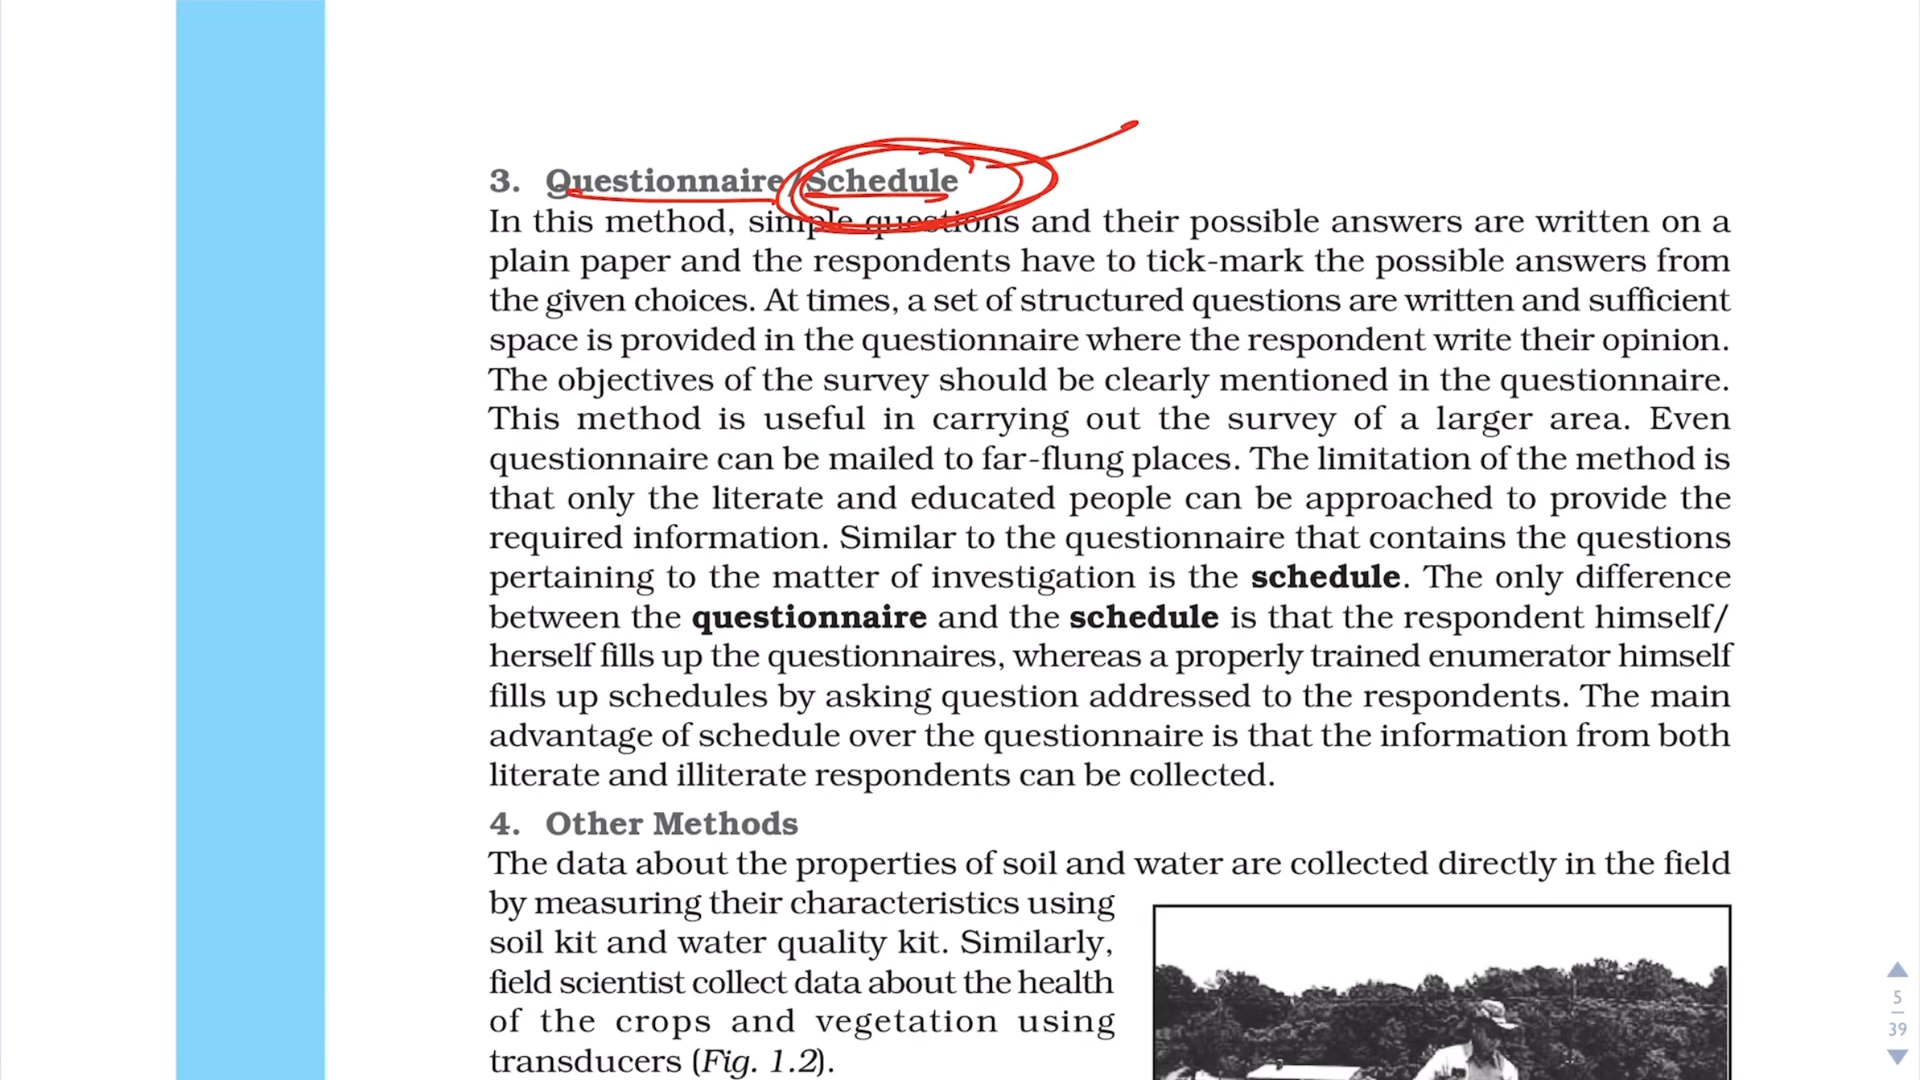 3. Questionnaire/Schedule
In this method, simple questions and their possible answers are written on a
plain paper and the respondents have to tick-mark the possible answers from
the given choices. At times, a set of structured questions are written and sufficient
space is provided in the questionnaire where the respondent write their opinion.
The objectives of the survey should be clearly mentioned in the questionnaire.
This method is useful in carrying out the survey of a larger area. Even
questionnaire can be mailed to far-flung places. The limitation of the method is
that only the literate and educated people can be approached to provide the
required information. Similar to the questionnaire that contains the questions
pertaining to the matter of investigation is the schedule. The only difference
between the questionnaire and the schedule is that the respondent himself/
herself fills up the questionnaires, whereas a properly trained enumerator himself
fills up schedules by asking question addressed to the respondents. The main
advantage of schedule over the questionnaire is that the information from both
literate and illiterate respondents can be collected.
4. Other Methods
The data about the properties of soil and water are collected directly in the field
by measuring their characteristics using
soil kit and water quality kit. Similarly,
field scientist collect data about the health
of the crops and vegetation using
transducers (Fig. 1.2).
5
39